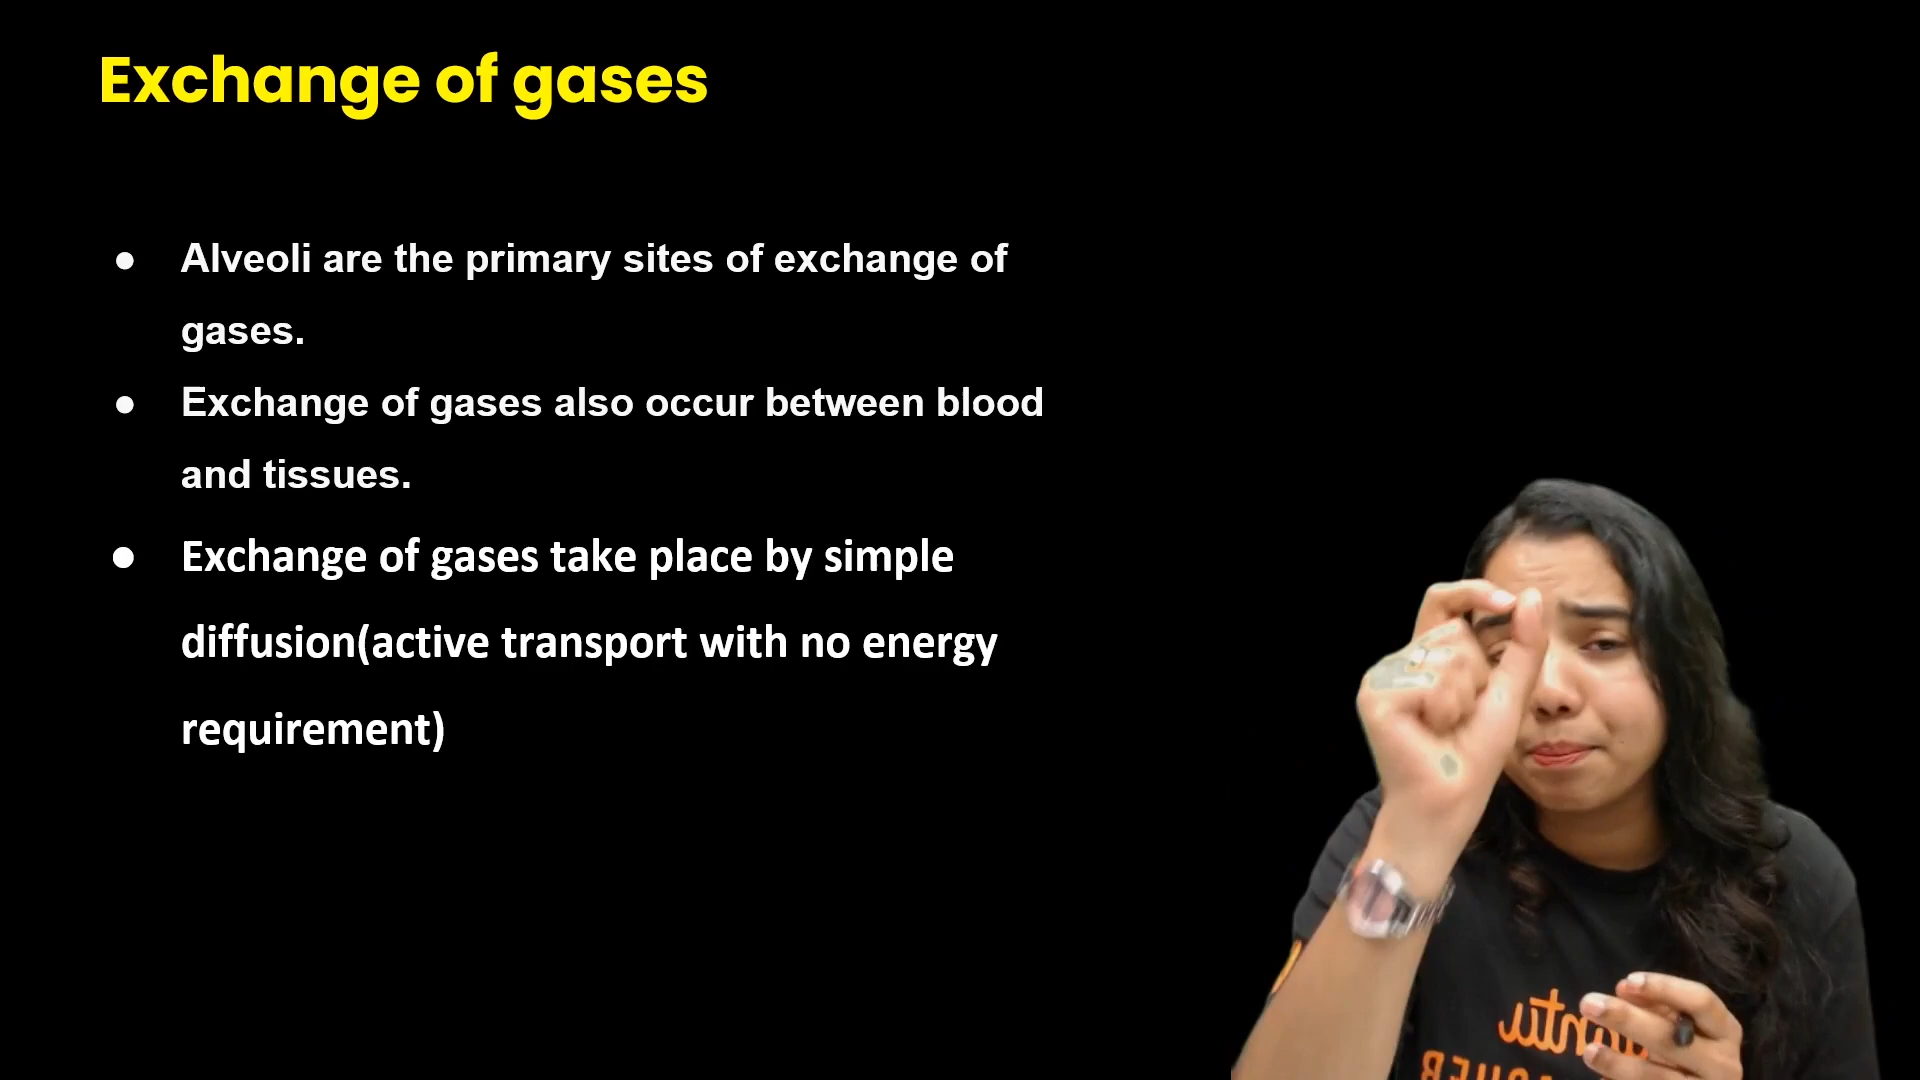 Exchange of gases
● Alveoli are the primary sites of exchange of
gases.
● Exchange of gases also occur between blood
and tissues.
● Exchange of gases take place by simple
diffusion(active transport with no energy
requirement)